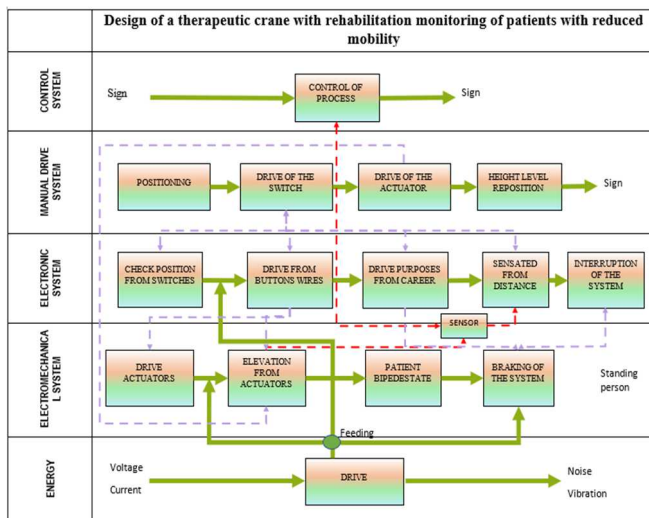 Design of a therapeutic crane with rehabilitation monitoring of patients with reduced
mobility
CONTROL
SYSTEM
Sign
CONTROL OF
PROCESS
Sign
MANUAL DRIVE
SYSTEM
POSITIONING
DRIVE OF THE
SWITCH
DRIVE OF THE
ACTUATOR
HEIGHT LEVEL
REPOSITION
Sign
ELECTRONIC
SYSTEM
CHECK POSITION
FROM SWITCHES
DRIVE FROM
BUTTONS WIRES
DRIVE PURPOSES
FROM CAREER
SENSATED
FROM
DISTANCE
INTERRUPTION
OF THE
SYSTEM
SENSOR
ELECTROMECHANICA
L SYSTEM
DRIVE
ACTUATORS
ELEVATION
FROM
ACTUATORS
PATIENT
BIPEDESTATE
BRAKING OF
THE SYSTEM
Standing
person
Feeding
ENERGY
Voltage
Current
DRIVE
Noise
Vibration